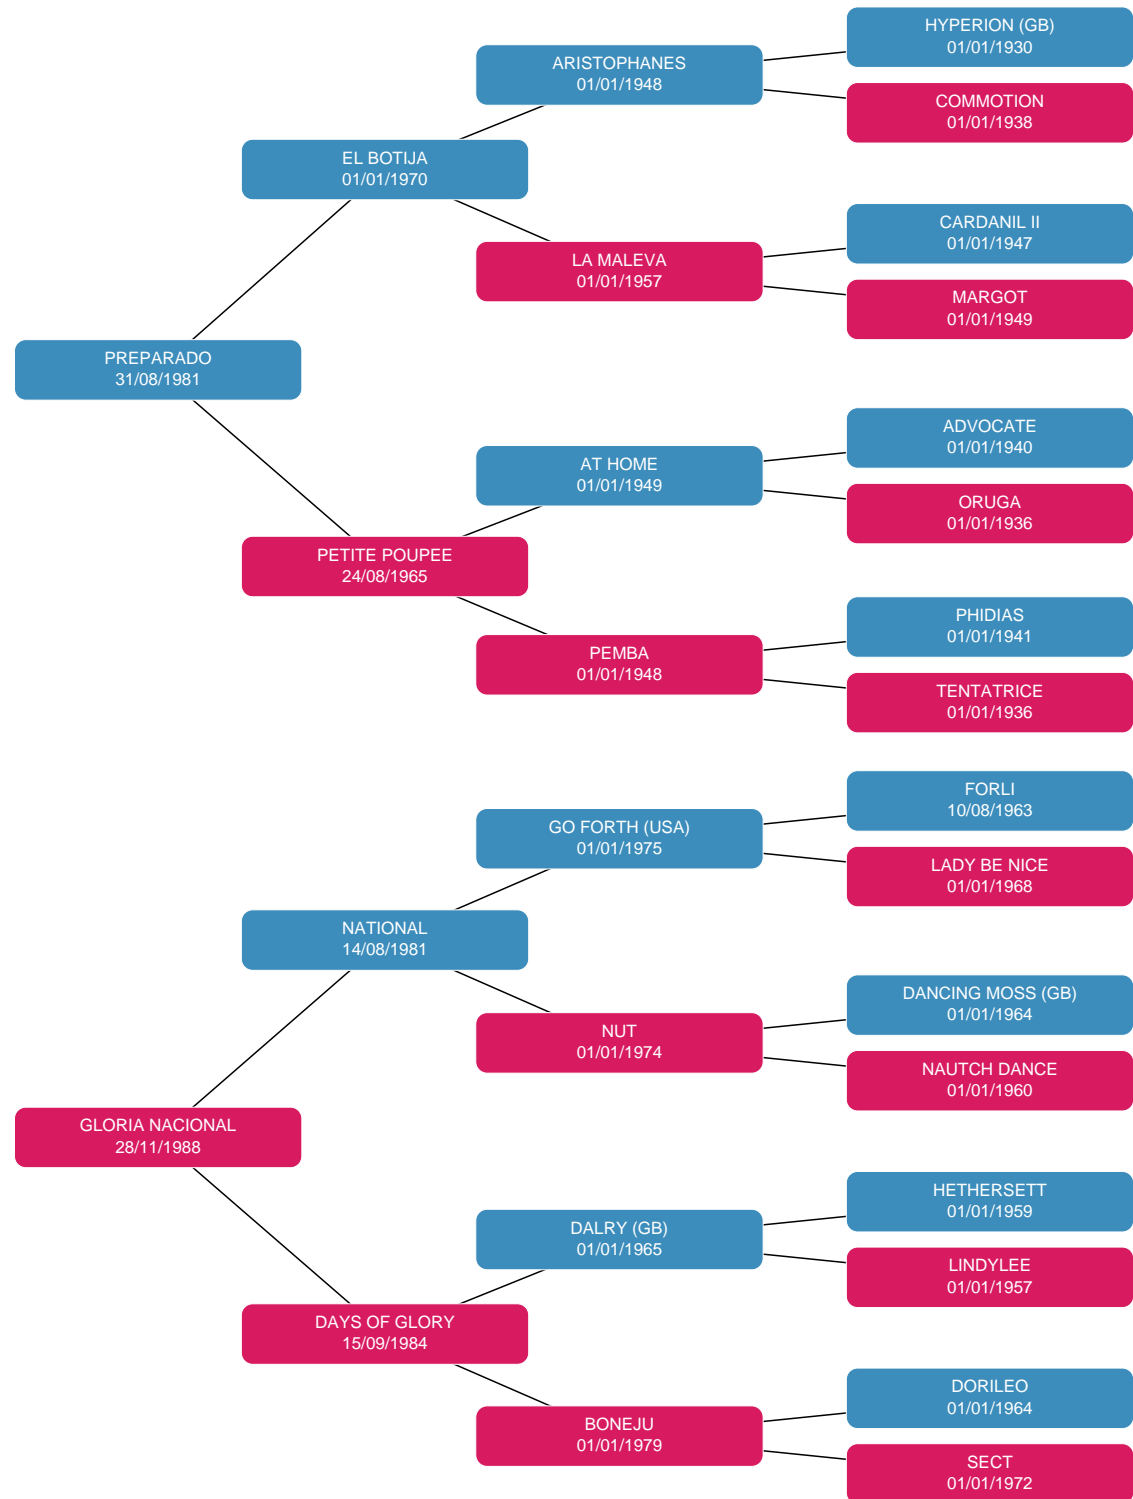 HYPERION (GB)
01/01/1930
ARISTOPHANES
01/01/1948
COMMOTION
01/01/1938
EL BOTIJA
01/01/1970
CARDANIL II
01/01/1947
LA MALEVA
01/01/1957
MARGOT
01/01/1949
PREPARADO
31/08/1981
ADVOCATE
01/01/1940
AT HOME
01/01/1949
ORUGA
01/01/1936
PETITE POUPEE
24/08/1965
PHIDIAS
01/01/1941
PEMBA
01/01/1948
TENTATRICE
01/01/1936
FORLI
10/08/1963
GO FORTH (USA)
01/01/1975
LADY BE NICE
01/01/1968
NATIONAL
14/08/1981
DANCING MOSS (GB)
01/01/1964
NUT
01/01/1974
NAUTCH DANCE
01/01/1960
GLORIA NACIONAL
28/11/1988
HETHERSETT
01/01/1959
DALRY (GB)
01/01/1965
LINDYLEE
01/01/1957
DAYS OF GLORY
15/09/1984
DORILEO
01/01/1964
BONEJU
01/01/1979
SECT
01/01/1972